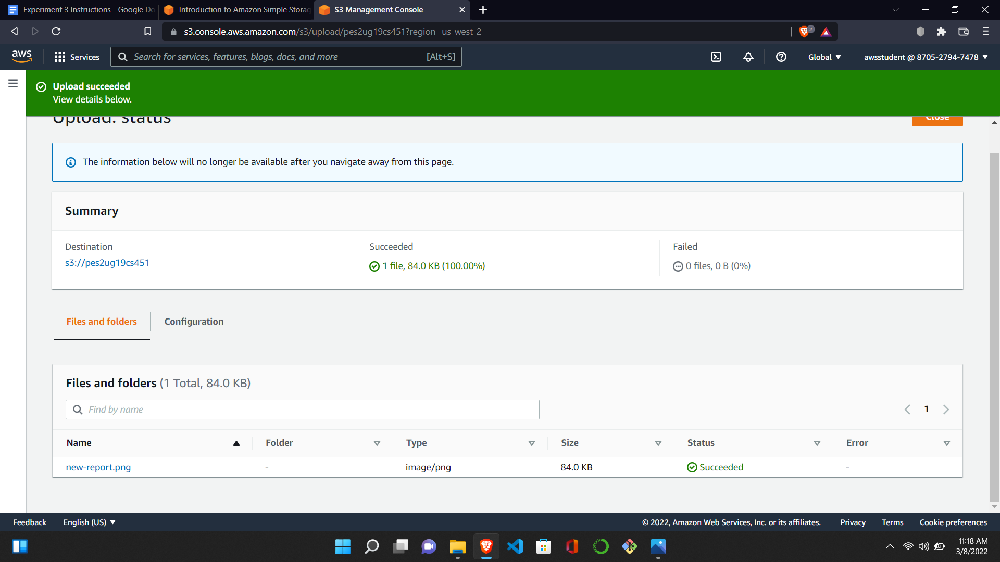 Experiment 3 Instructions - Google Do
Introduction to Amazon Simple Storag
S3 Management Console
s3.console.aws.amazon.com/s3/upload/pes2ug19cs451?region=us-west-2
2
aws
Services
Search for services, features, blogs, docs, and more
[Alt+S]
Global
awsstudent @ 8705-2794-7478
Upload succeeded
View details below.
Upload: status
Close
The information below will no longer be available after you navigate away from this page.
Summary
Destination
s3://pes2ug19cs451
Succeeded
1 file, 84.0 KB (100.00%)
Failed
0 files, 0 B (0%)
Files and folders
Configuration
Files and folders (1 Total, 84.0 KB)
Find by name
1
Name
Folder
Type
Size
Status
Error
new-report.png
-
image/png
84.0 KB
Succeeded
-
Feedback
English (US)
© 2022, Amazon Web Services, Inc. or its affiliates.
Privacy
Terms
Cookie preferences
11:18 AM
3/8/2022